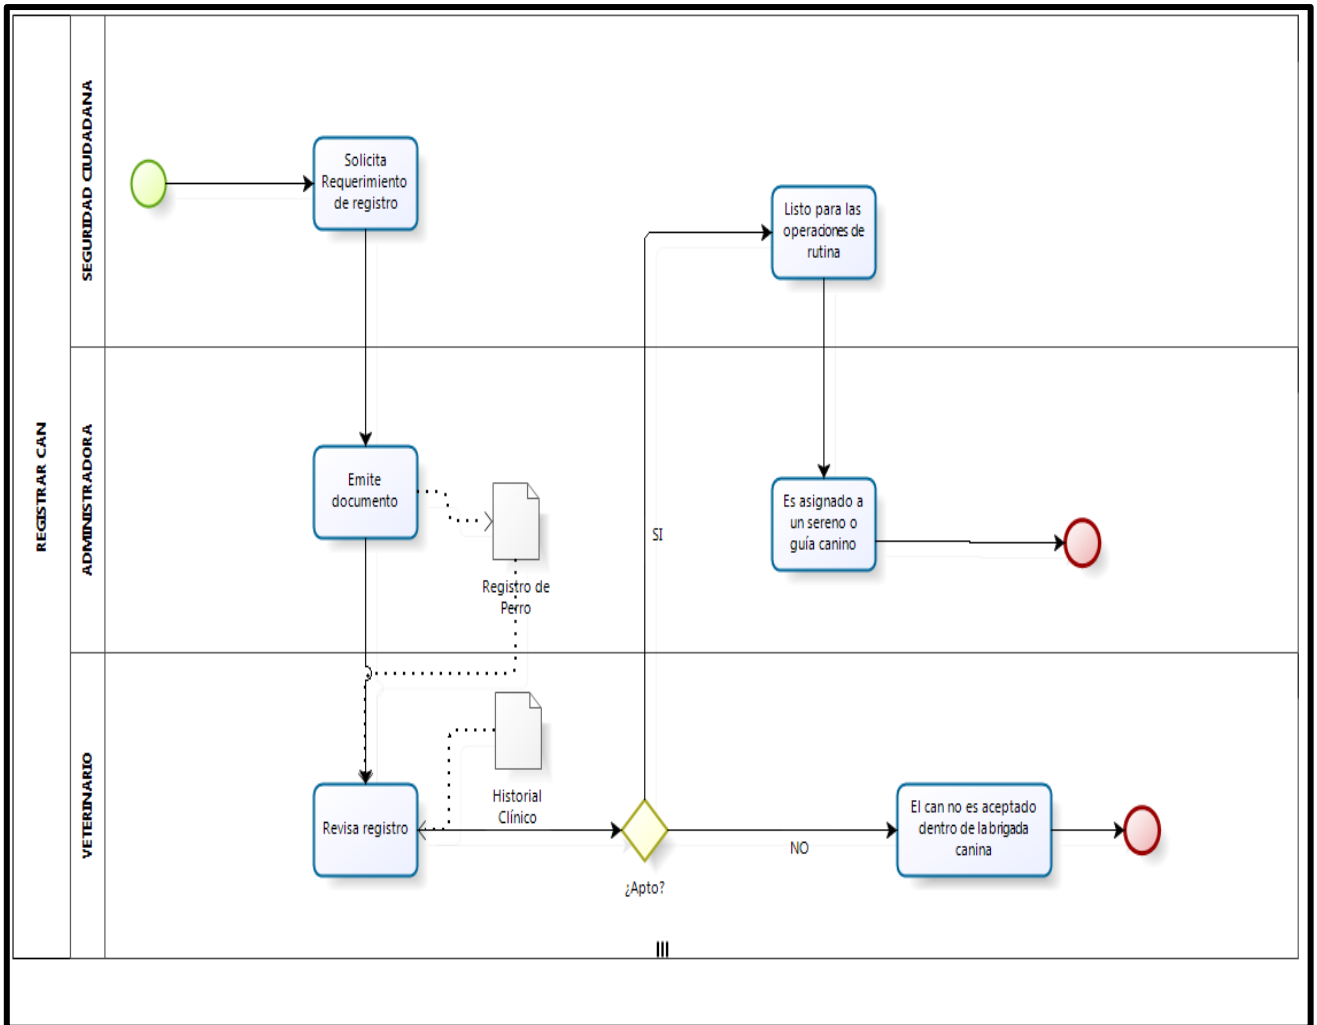 REGISTRAR CAN
SEGURIDAD CIUDADANA
Solicita
Requerimiento
de registro
Listo para las
operaciones de
rutina
ADMINISTRADORA
Emite
documento
Registro de
Perro
SI
Es asignado a
un sereno o
guía canino
VETERINARIO
Revisa registro
Historial
Clínico
¿Apto?
NO
El can no es aceptado
dentro de la brigada
canina